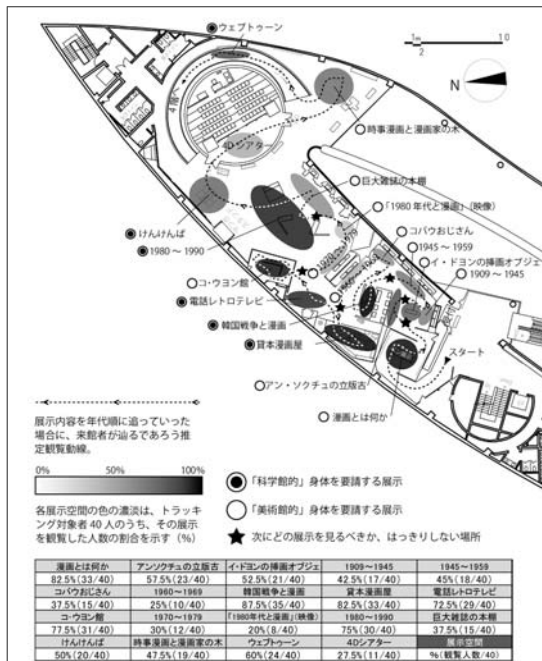 ウェブトゥーン
1m
2
10
N
4階へ
4Dシアター
○時事漫画と漫画家の木
○巨大雑誌の本棚
○「1980年代と漫画」(映像)
○コバウおじさん
○1945～1959
○イ・ドヨンの挿画オブジェ
○1909～1945
◉けんけんぱ
◉1980～1990
○コ・ウヨン館
◉電話レトロテレビ
◉韓国戦争と漫画
◉貸本漫画屋
スタート
○アン・ソクチュの立版古
○漫画とは何か
展示内容を年代順に追っていった
場合に、来館者が辿るであろう推
定観覧動線。
0% 50% 100%
各展示空間の色の濃淡は、トラッキ
ング対象者40人のうち、その展示
を観覧した人数の割合を示す(%)
◉「科学館的」身体を要請する展示
○「美術館的」身体を要請する展示
★次にどの展示を見るべきか、はっきりしない場所
漫画とは何か アンソクチュの立版古 イ・ドヨンの挿画オブジェ 1909～1945 1945～1959
82.5%(33/40) 57.5%(23/40) 52.5%(21/40) 42.5%(17/40) 45%(18/40)
コバウおじさん 1960～1969 韓国戦争と漫画 貸本漫画屋 電話レトロテレビ
37.5%(15/40) 25%(10/40) 87.5%(35/40) 82.5%(33/40) 72.5%(29/40)
コ・ウヨン館 1970～1979 「1980年代と漫画」(映像) 1980～1990 巨大雑誌の本棚
77.5%(31/40) 30%(12/40) 20%(8/40) 75%(30/40) 37.5%(15/40)
けんけんぱ 時事漫画と漫画家の木 ウェブトゥーン 4Dシアター 展示空間
50%(20/40) 47.5%(19/40) 60%(24/40) 27.5%(11/40) %(観覧人数/40)